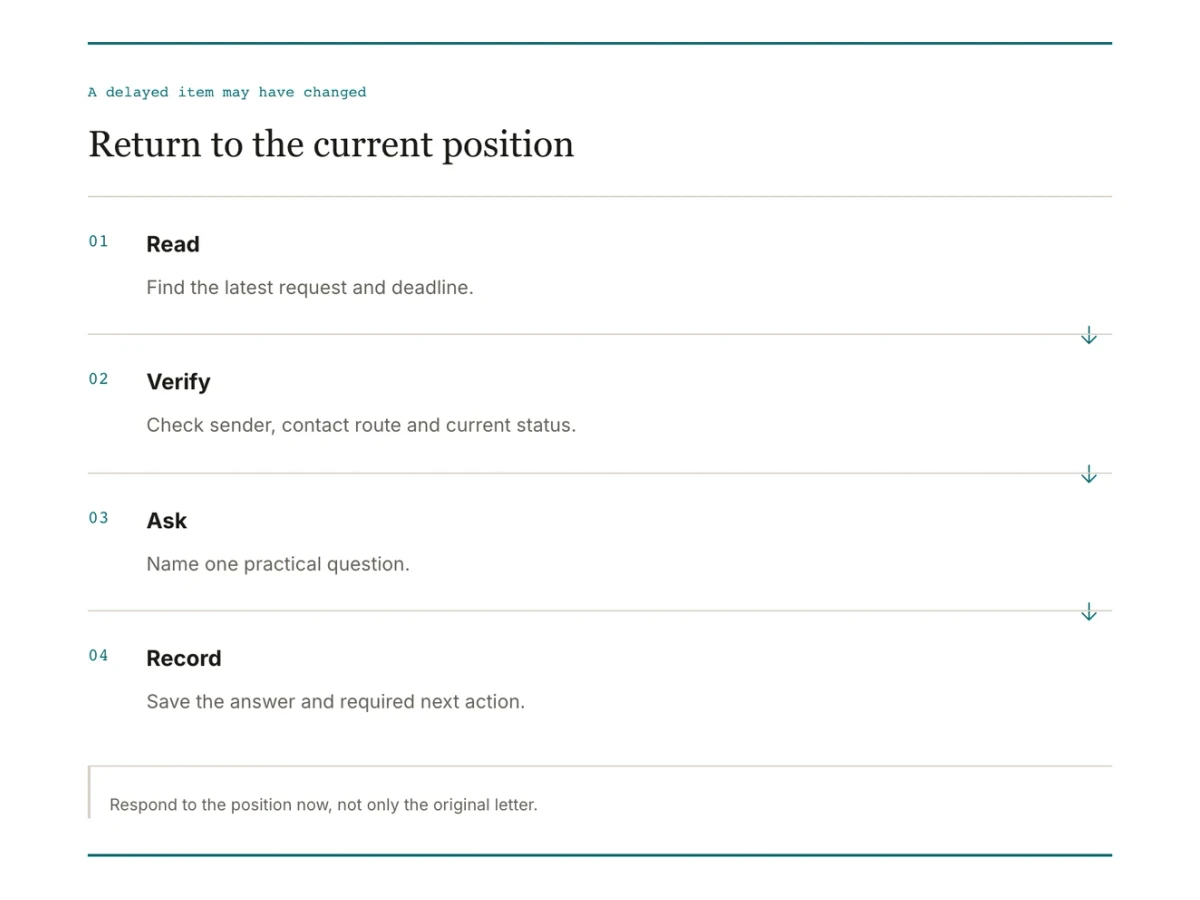 A delayed item may have changed
Return to the current position
01 Read
Find the latest request and deadline.
02 Verify
Check sender, contact route and current status.
03 Ask
Name one practical question.
04 Record
Save the answer and required next action.
Respond to the position now, not only the original letter.